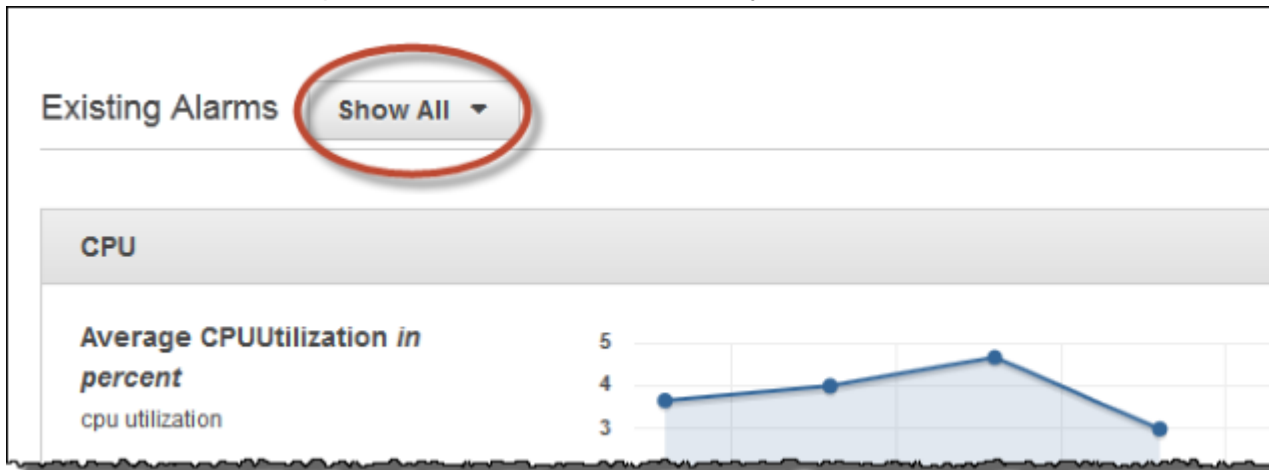 Existing Alarms Show All
CPU
Average CPUUtilization in
percent
cpu utilization
5
4
3